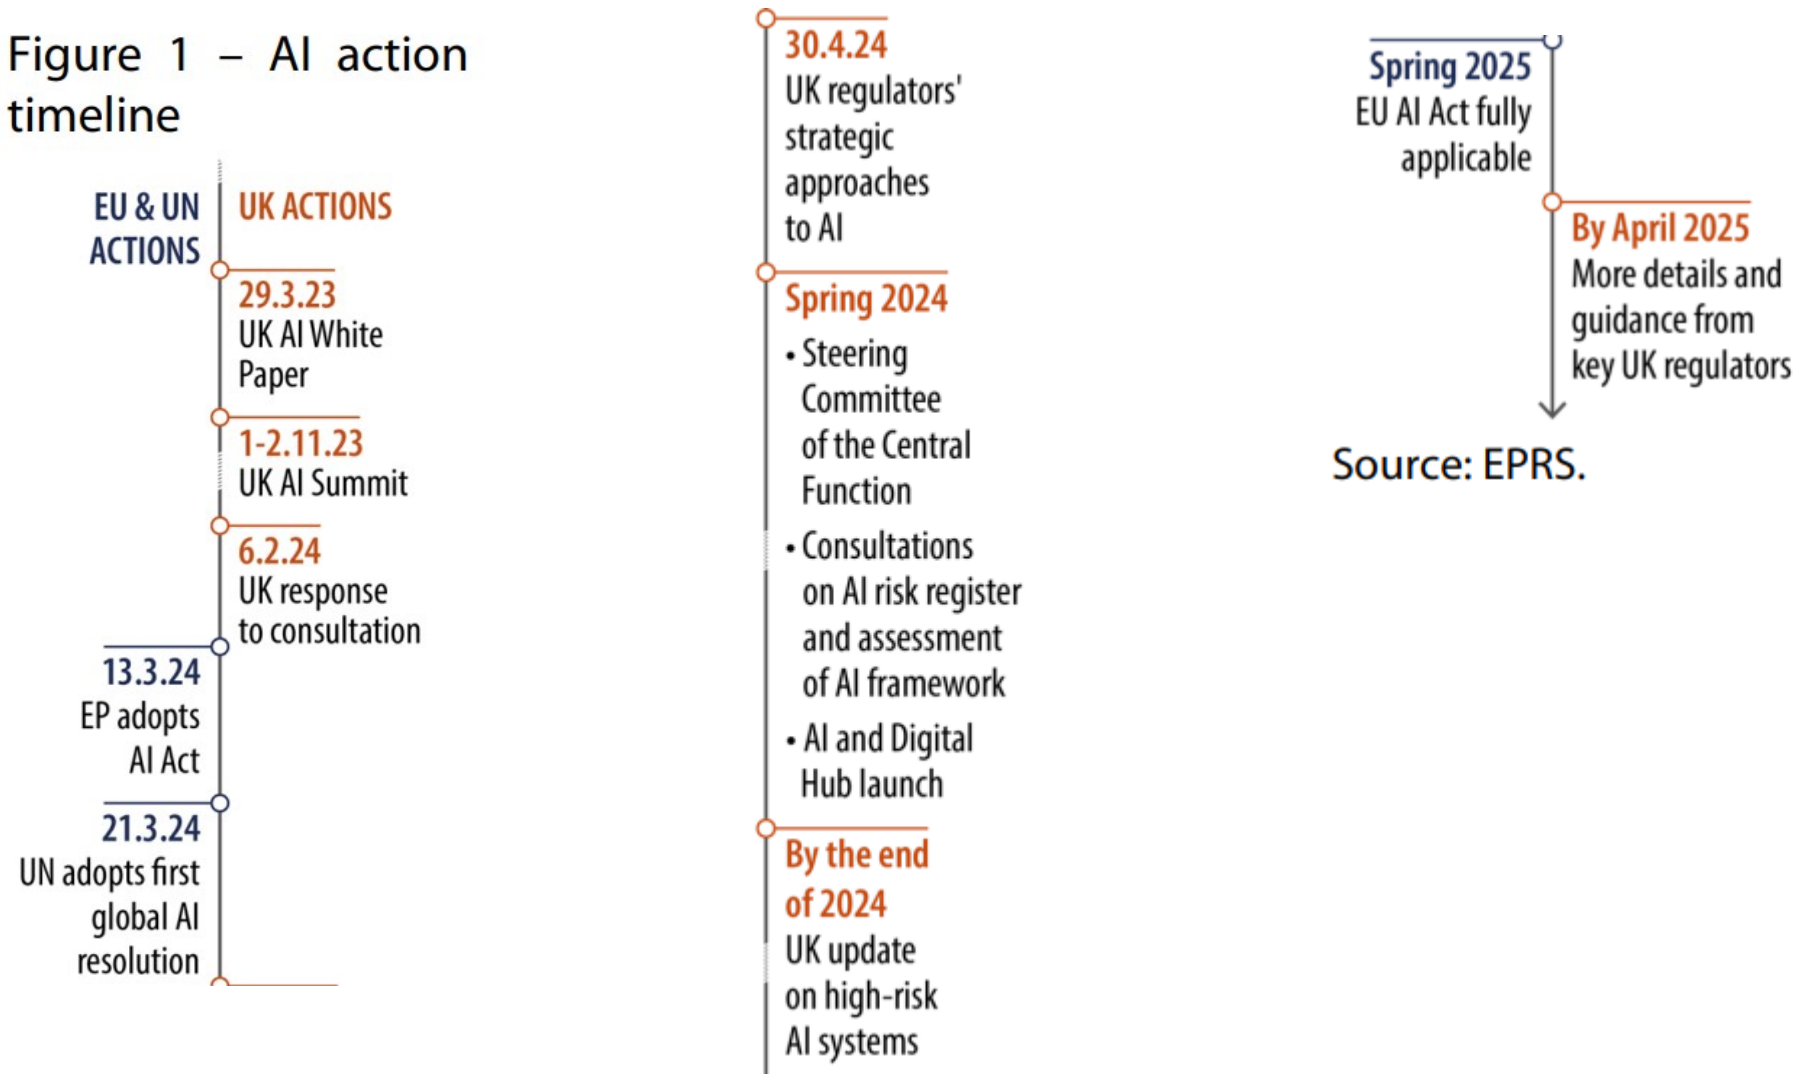 Figure 1 – AI action
timeline
EU & UN
ACTIONS
UK ACTIONS
29.3.23
UK AI White
Paper
1-2.11.23
UK AI Summit
6.2.24
UK response
to consultation
13.3.24
EP adopts
AI Act
21.3.24
UN adopts first
global AI
resolution
30.4.24
UK regulators'
strategic
approaches
to AI
Spring 2024
• Steering
Committee
of the Central
Function
• Consultations
on AI risk register
and assessment
of AI framework
• AI and Digital
Hub launch
By the end
of 2024
UK update
on high-risk
AI systems
Spring 2025
EU AI Act fully
applicable
By April 2025
More details and
guidance from
key UK regulators
Source: EPRS.